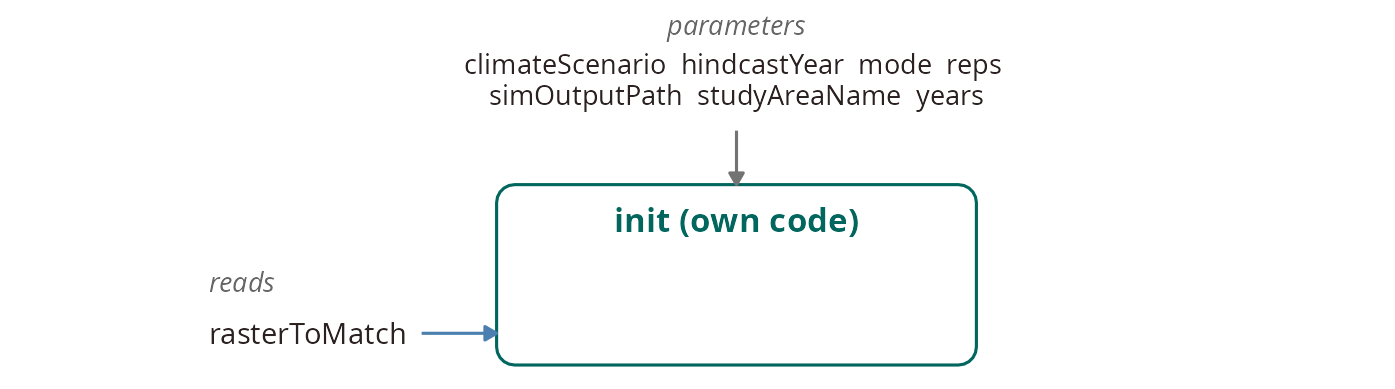 parameters
climateScenario hindcastYear mode reps
simOutputPath studyAreaName years
init (own code)
reads
rasterToMatch